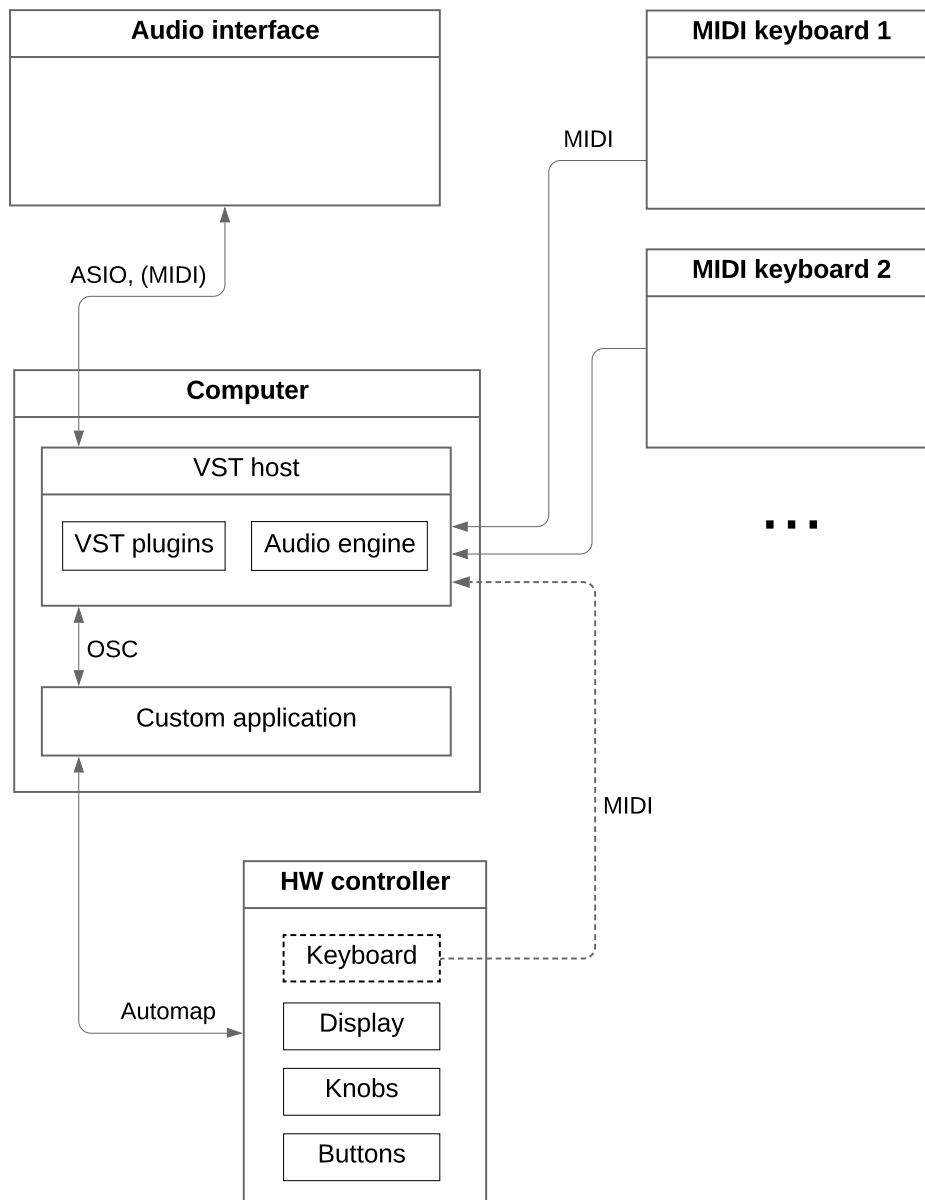 Audio interface
MIDI keyboard 1
MIDI
MIDI keyboard 2
ASIO, (MIDI)
Computer
VST host
...
VST plugins
Audio engine
OSC
Custom application
MIDI
HW controller
Keyboard
Automap
Display
Knobs
Buttons